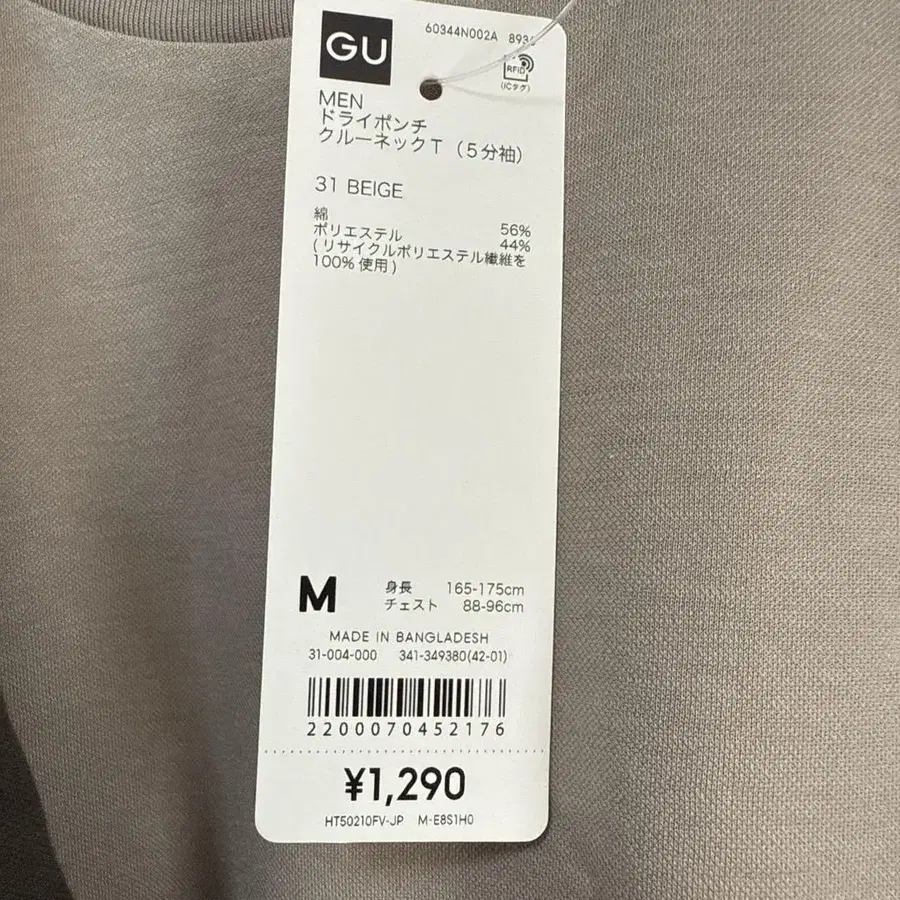 GU
60344N002A
RFID
(ICタグ)
MEN
ドライポンチ
クルーネックT（5分袖）
31 BEIGE
綿 56%
ポリエステル 44%
(リサイクルポリエステル繊維を
100%使用)
M 身長 165-175cm
チェスト 88-96cm
MADE IN BANGLADESH
31-004-000 341-349380(42-01)
2200070452176
¥1,290
HT50210FV-JP M-E8S1H0